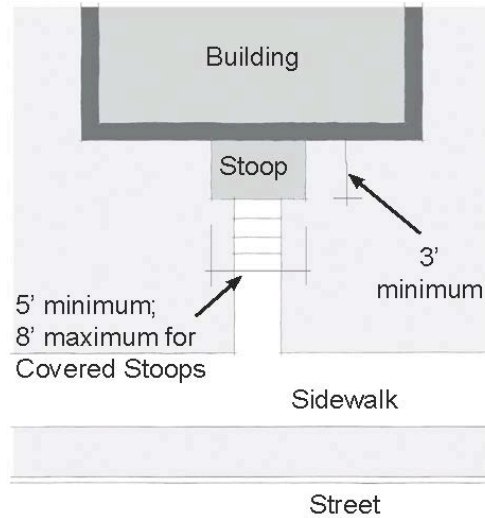 Building
Stoop
3’
minimum
5’ minimum;
8’ maximum for
Covered Stoops
Sidewalk
Street